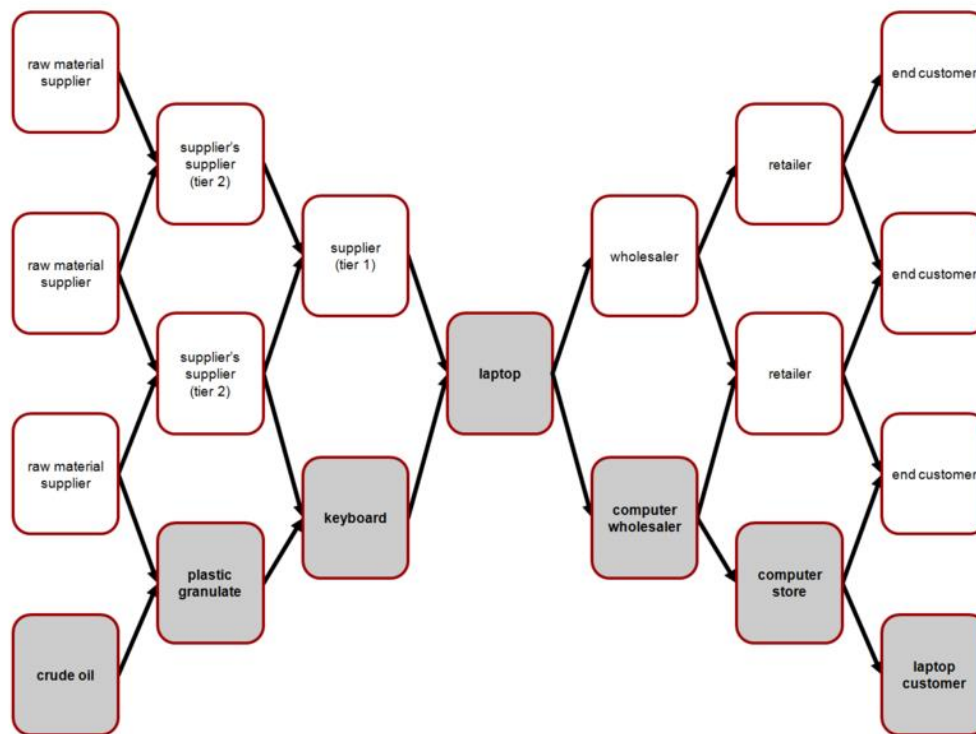 raw material
supplier
raw material
supplier
raw material
supplier
crude oil
supplier's
supplier
(tier 2)
supplier's
supplier
(tier 2)
plastic
granulate
supplier
(tier 1)
keyboard
laptop
wholesaler
computer
wholesaler
retailer
retailer
computer
store
end customer
end customer
end customer
laptop
customer